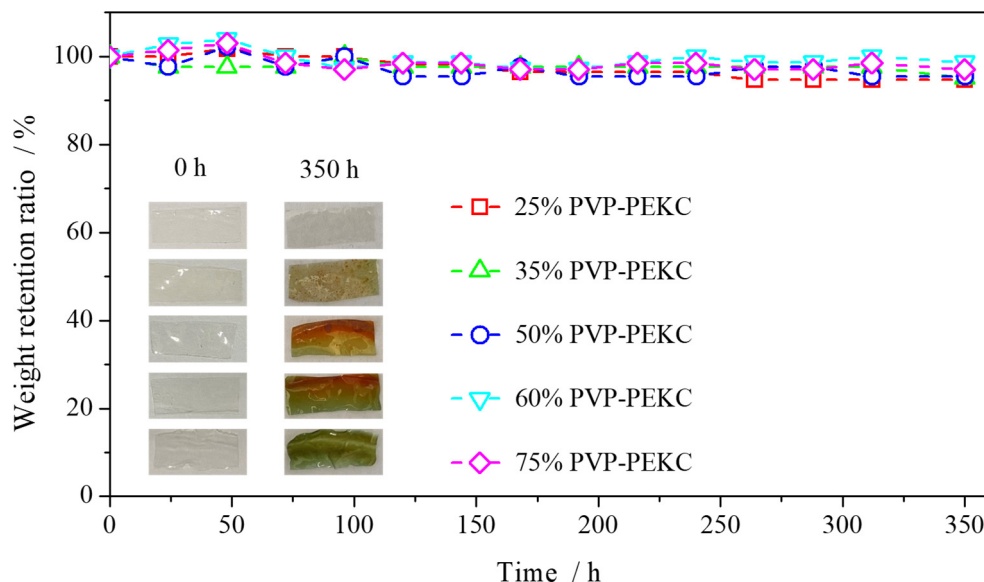 Weight retention ratio / %
100
80
60
40
20
0
0 h
350 h
25% PVP-PEKC
35% PVP-PEKC
50% PVP-PEKC
60% PVP-PEKC
75% PVP-PEKC
0
50
100
150
200
250
300
350
Time / h